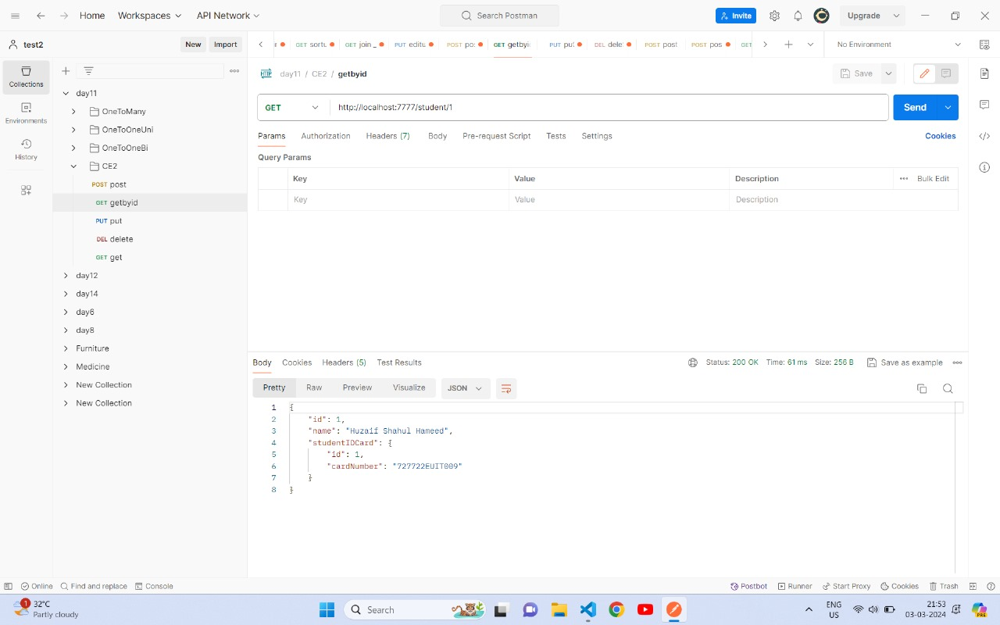 Home Workspaces API Network Search Postman Invite Upgrade
test2 New Import GET sortu GET join_ PUT editu POST po: GET getbyi PUT pu DEL dele POST post POST pos GET No Environment
Collections
Environments
History
day11
OneToMany
OneToOneUni
OneToOneBi
CE2
POST post
GET getbyid
PUT put
DEL delete
GET get
day12
day14
day6
day8
Furniture
Medicine
New Collection
New Collection
HTTP day11 / CE2 / getbyid Save
GET http://localhost:7777/student/1 Send
Params Authorization Headers (7) Body Pre-request Script Tests Settings Cookies
Query Params
Key Value Description Bulk Edit
Key Value Description
Body Cookies Headers (5) Test Results Status: 200 OK Time: 61 ms Size: 256 B Save as example
Pretty Raw Preview Visualize JSON
1 {
2 "id": 1,
3 "name": "Huzaif Shahul Hameed",
4 "studentIDCard": {
5 "id": 1,
6 "cardNumber": "727722EUIT009"
7 }
8 }
Online Find and replace Console Postbot Runner Start Proxy Cookies Trash
1 32°C
Partly cloudy
Search
ENG
US
21:53
03-03-2024
PRE